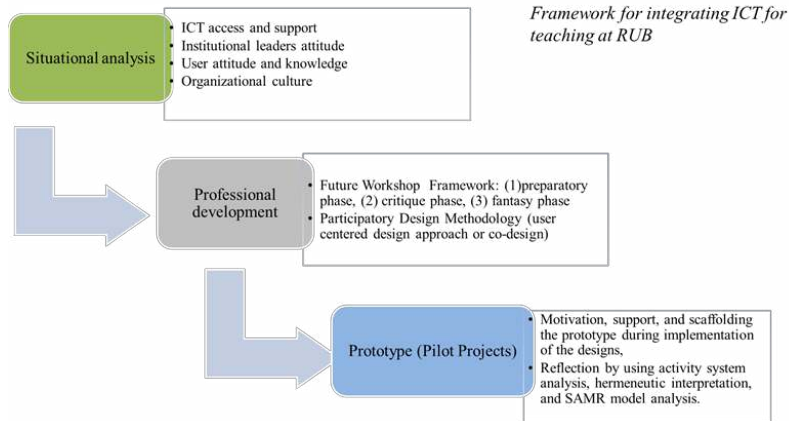 Framework for integrating ICT for
teaching at RUB
Situational analysis
• ICT access and support
• Institutional leaders attitude
• User attitude and knowledge
• Organizational culture
Professional
development
• Future Workshop Framework: (1)preparatory
phase, (2) critique phase, (3) fantasy phase
• Participatory Design Methodology (user
centered design approach or co-design)
Prototype (Pilot Projects)
• Motivation, support, and scaffolding
the prototype during implementation
of the designs,
• Reflection by using activity system
analysis, hermeneutic interpretation,
and SAMR model analysis.